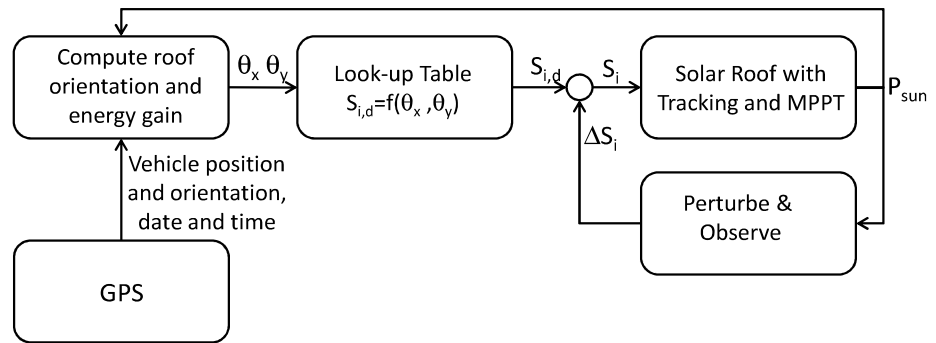 Compute roof
orientation and
energy gain
θx θy
Look-up Table
Si,d=f(θx ,θy)
Si,d
Si
Solar Roof with
Tracking and MPPT
Psun
ΔSi
Vehicle position
and orientation,
date and time
Perturbe &
Observe
GPS